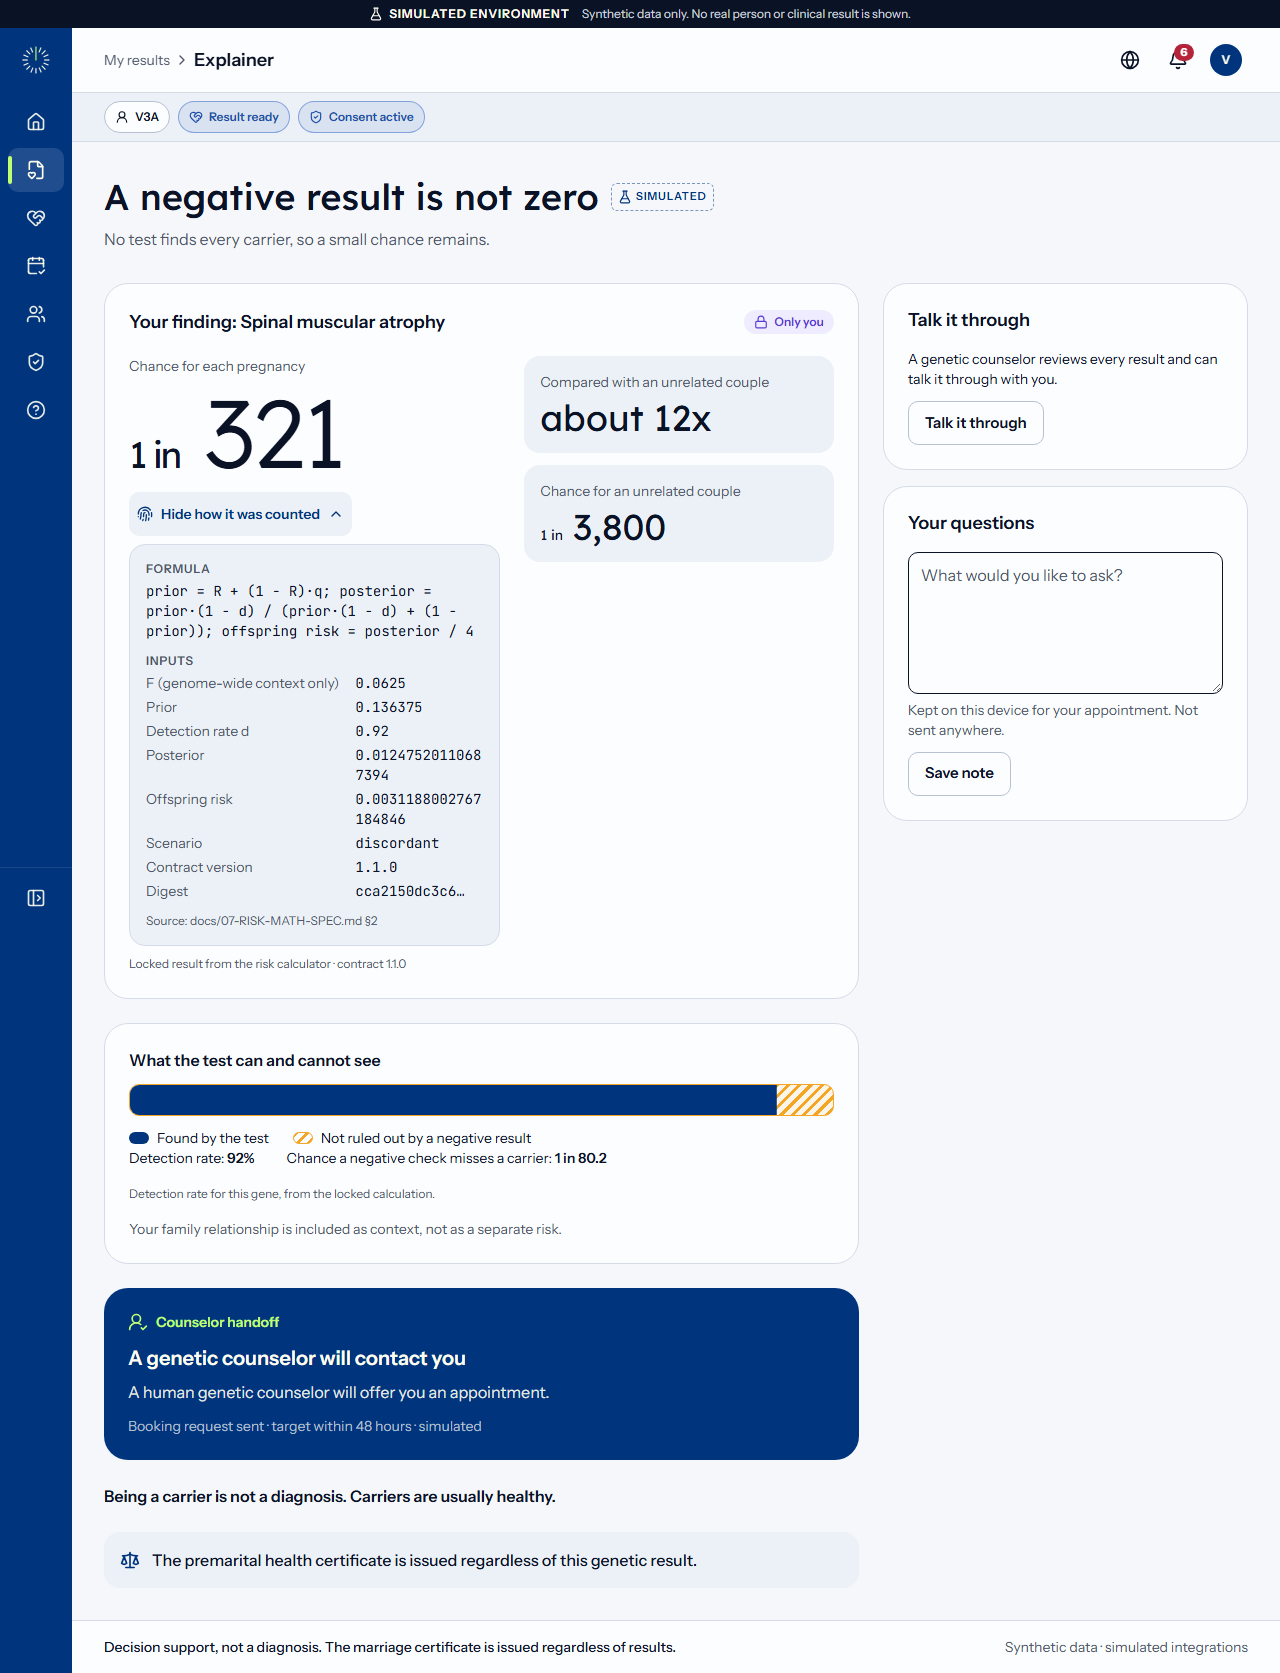 SIMULATED ENVIRONMENT Synthetic data only. No real person or clinical result is shown.
My results > Explainer
6
V
V3A
Result ready
Consent active
A negative result is not zero
SIMULATED
No test finds every carrier, so a small chance remains.
Your finding: Spinal muscular atrophy
Only you
Chance for each pregnancy
1 in 321
Hide how it was counted
FORMULA
prior = R + (1 - R)·q; posterior =
prior·(1 - d) / (prior·(1 - d) + (1 -
prior)); offspring risk = posterior / 4
INPUTS
F (genome-wide context only) 0.0625
Prior 0.136375
Detection rate d 0.92
Posterior 0.0124752011068
7394
Offspring risk 0.0031188002767
184846
Scenario discordant
Contract version 1.1.0
Digest cca2150dc3c6…
Source: docs/07-RISK-MATH-SPEC.md §2
Locked result from the risk calculator · contract 1.1.0
Compared with an unrelated couple
about 12x
Chance for an unrelated couple
1 in 3,800
What the test can and cannot see
Found by the test
Not ruled out by a negative result
Detection rate: 92%
Chance a negative check misses a carrier: 1 in 80.2
Detection rate for this gene, from the locked calculation.
Your family relationship is included as context, not as a separate risk.
Counselor handoff
A genetic counselor will contact you
A human genetic counselor will offer you an appointment.
Booking request sent · target within 48 hours · simulated
Being a carrier is not a diagnosis. Carriers are usually healthy.
The premarital health certificate is issued regardless of this genetic result.
Talk it through
A genetic counselor reviews every result and can
talk it through with you.
Talk it through
Your questions
What would you like to ask?
Kept on this device for your appointment. Not
sent anywhere.
Save note
Decision support, not a diagnosis. The marriage certificate is issued regardless of results.
Synthetic data · simulated integrations